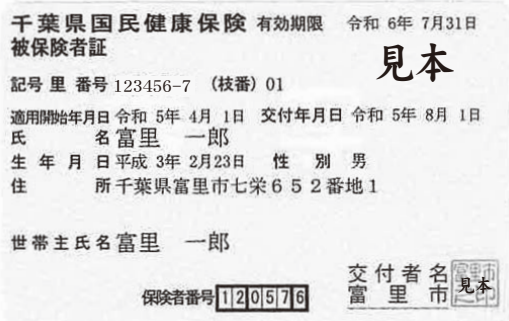 千葉県国民健康保険 有効期限 令和 6年 7月31日
被保険者証
見本
記号 里 番号 123456-7 (枝番) 01
適用開始年月日 令和 5年 4月 1日 交付年月日 令和 5年 8月 1日
氏名 富里 一郎
生年月日 平成 3年 2月23日 性別 男
住所 千葉県富里市七栄652番地1
世帯主氏名 富里 一郎
交付者名
富里市
見本
保険者番号 120576